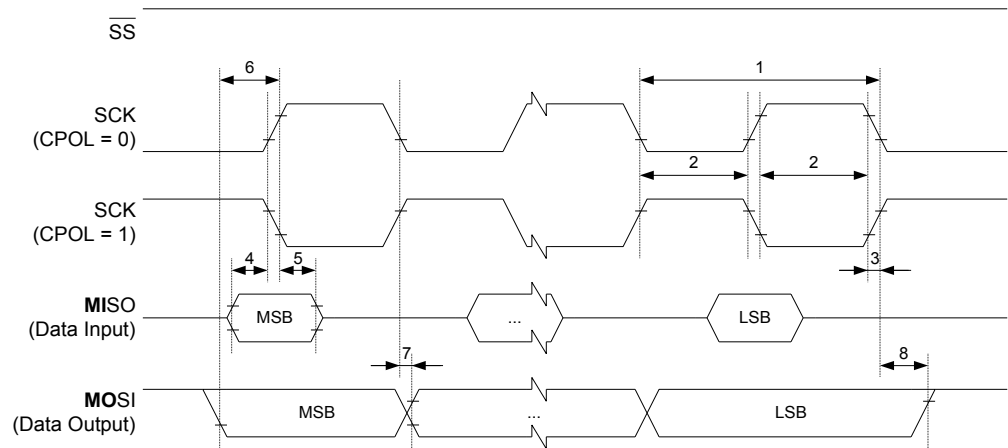 SS
6
1
SCK
(CPOL = 0)
2
2
SCK
(CPOL = 1)
4
5
3
MISO
(Data Input)
MSB
...
LSB
7
8
MOSI
(Data Output)
MSB
...
LSB